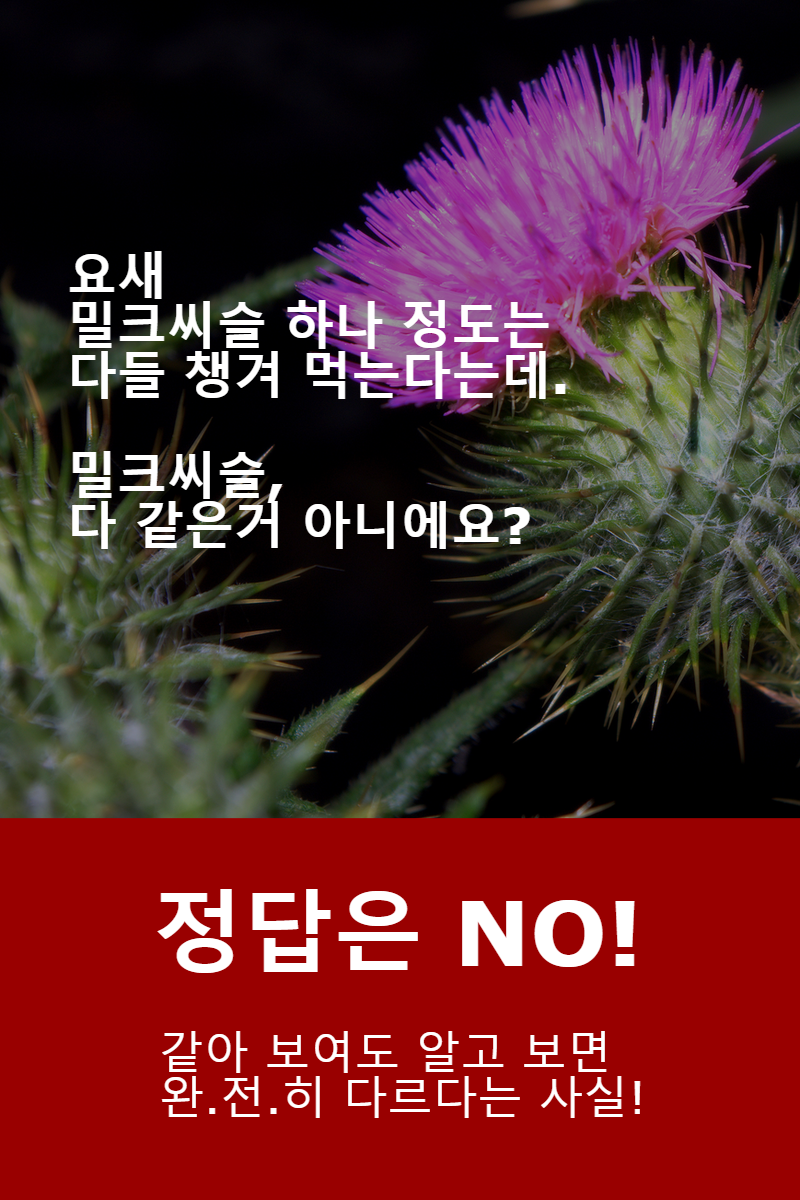 요새
밀크씨슬 하나 정도는
다들 챙겨 먹는다는데.
밀크씨술,
다 같은거 아니에요?
정답은 NO!
같아 보여도 알고 보면
완.전.히 다르다는 사실!